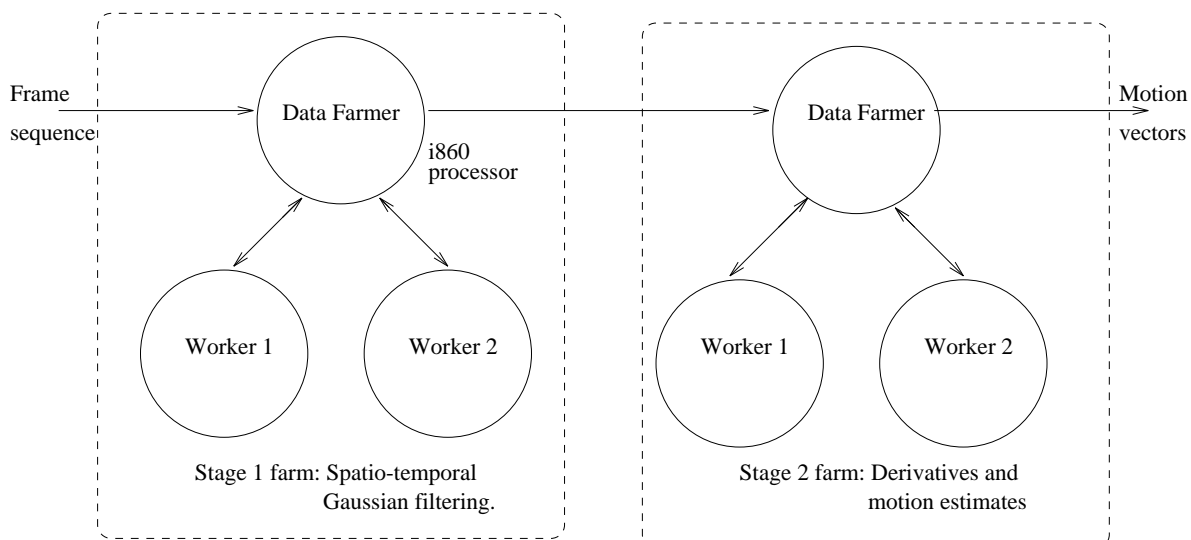 Frame
sequence
Data Farmer
i860
processor
Worker 1
Worker 2
Stage 1 farm: Spatio-temporal
Gaussian filtering.
Data Farmer
Motion
vectors
Worker 1
Worker 2
Stage 2 farm: Derivatives and
motion estimates